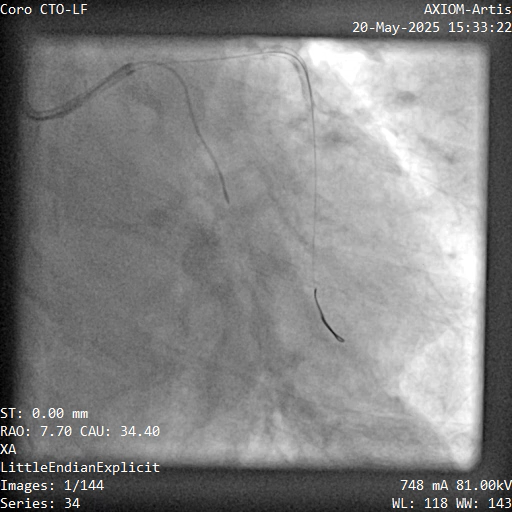 Coro CTO-LF
AXIOM-Artis
20-May-2025 15:33:22
ST: 0.00 mm
RAO: 7.70 CAU: 34.40
XA
LittleEndianExplicit
Images: 1/144
748 mA 81.00kV
Series: 34
WL: 118 WW: 143